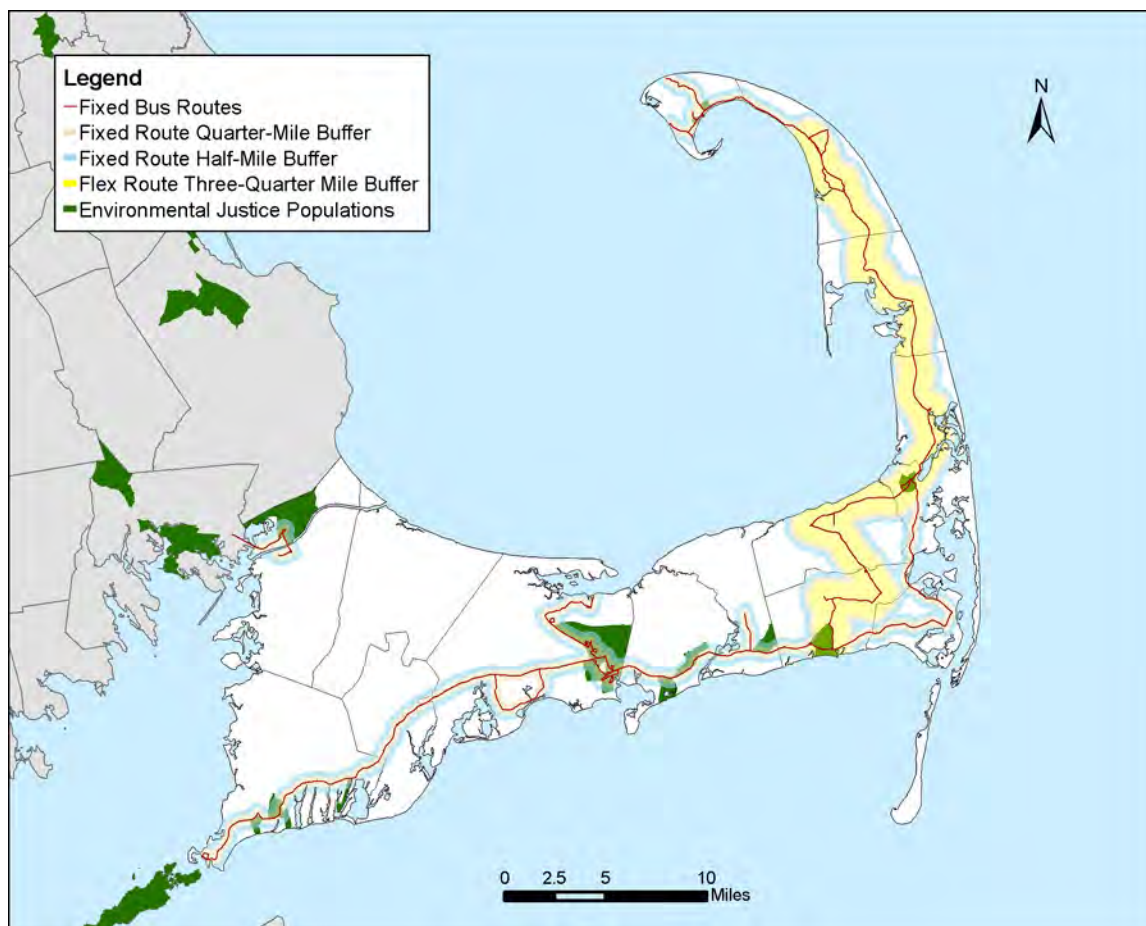 Legend
Fixed Bus Routes
Fixed Route Quarter-Mile Buffer
Fixed Route Half-Mile Buffer
Flex Route Three-Quarter Mile Buffer
Environmental Justice Populations
N
0 2.5 5 10
Miles